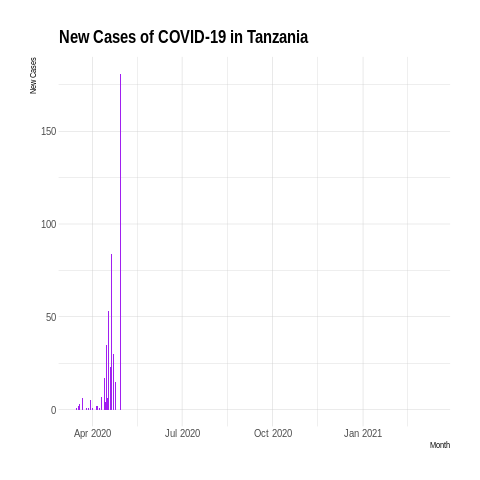 New Cases of COVID-19 in Tanzania
New Cases
150
100
50
0
Apr 2020 Jul 2020 Oct 2020 Jan 2021
Month